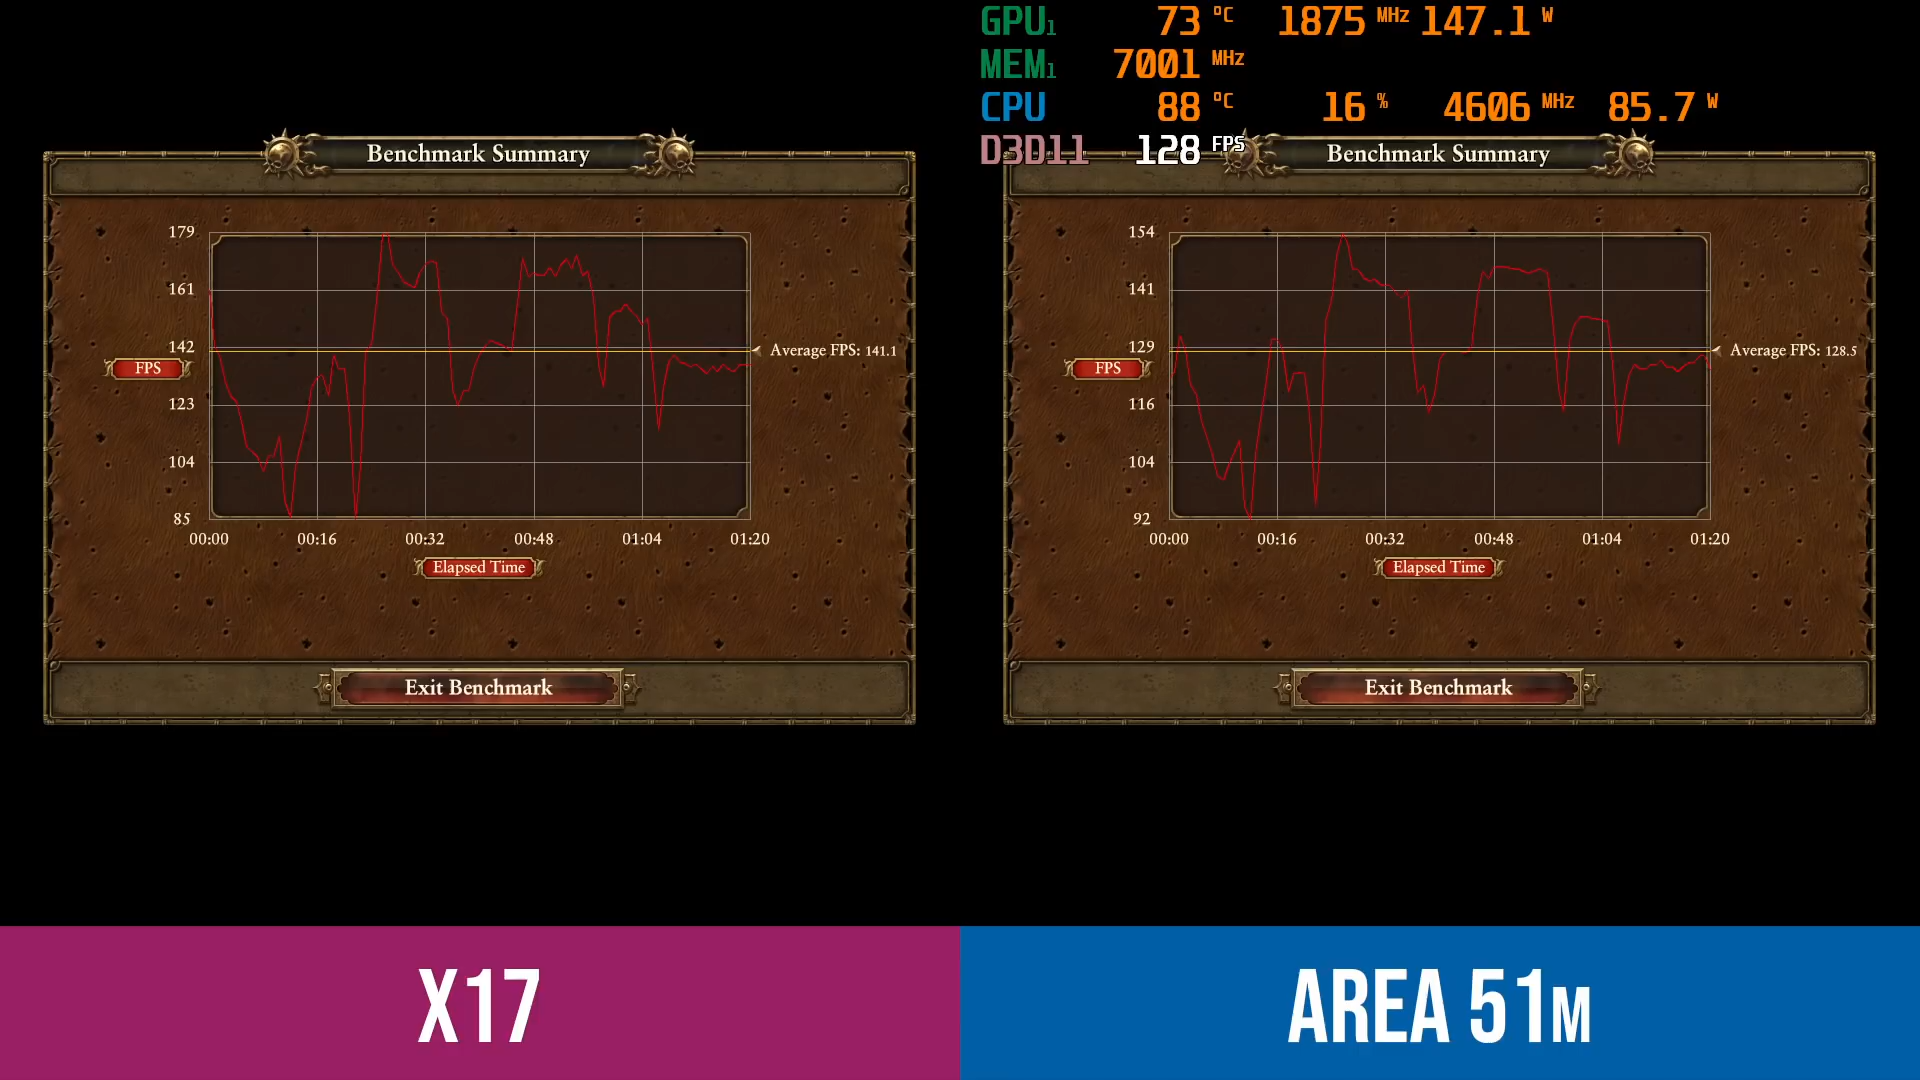 GPU1 73 °C 1875 MHz 147.1 W
MEM1 7001 MHz
CPU 88 °C 16 % 4606 MHz 85.7 W
D3D11 128 FPS
Benchmark Summary
179
161
142
123
104
85
FPS
Average FPS: 141.1
00:00 00:16 00:32 00:48 01:04 01:20
Elapsed Time
Exit Benchmark
Benchmark Summary
154
141
129
116
104
92
FPS
Average FPS: 128.5
00:00 00:16 00:32 00:48 01:04 01:20
Elapsed Time
Exit Benchmark
X17
AREA 51M